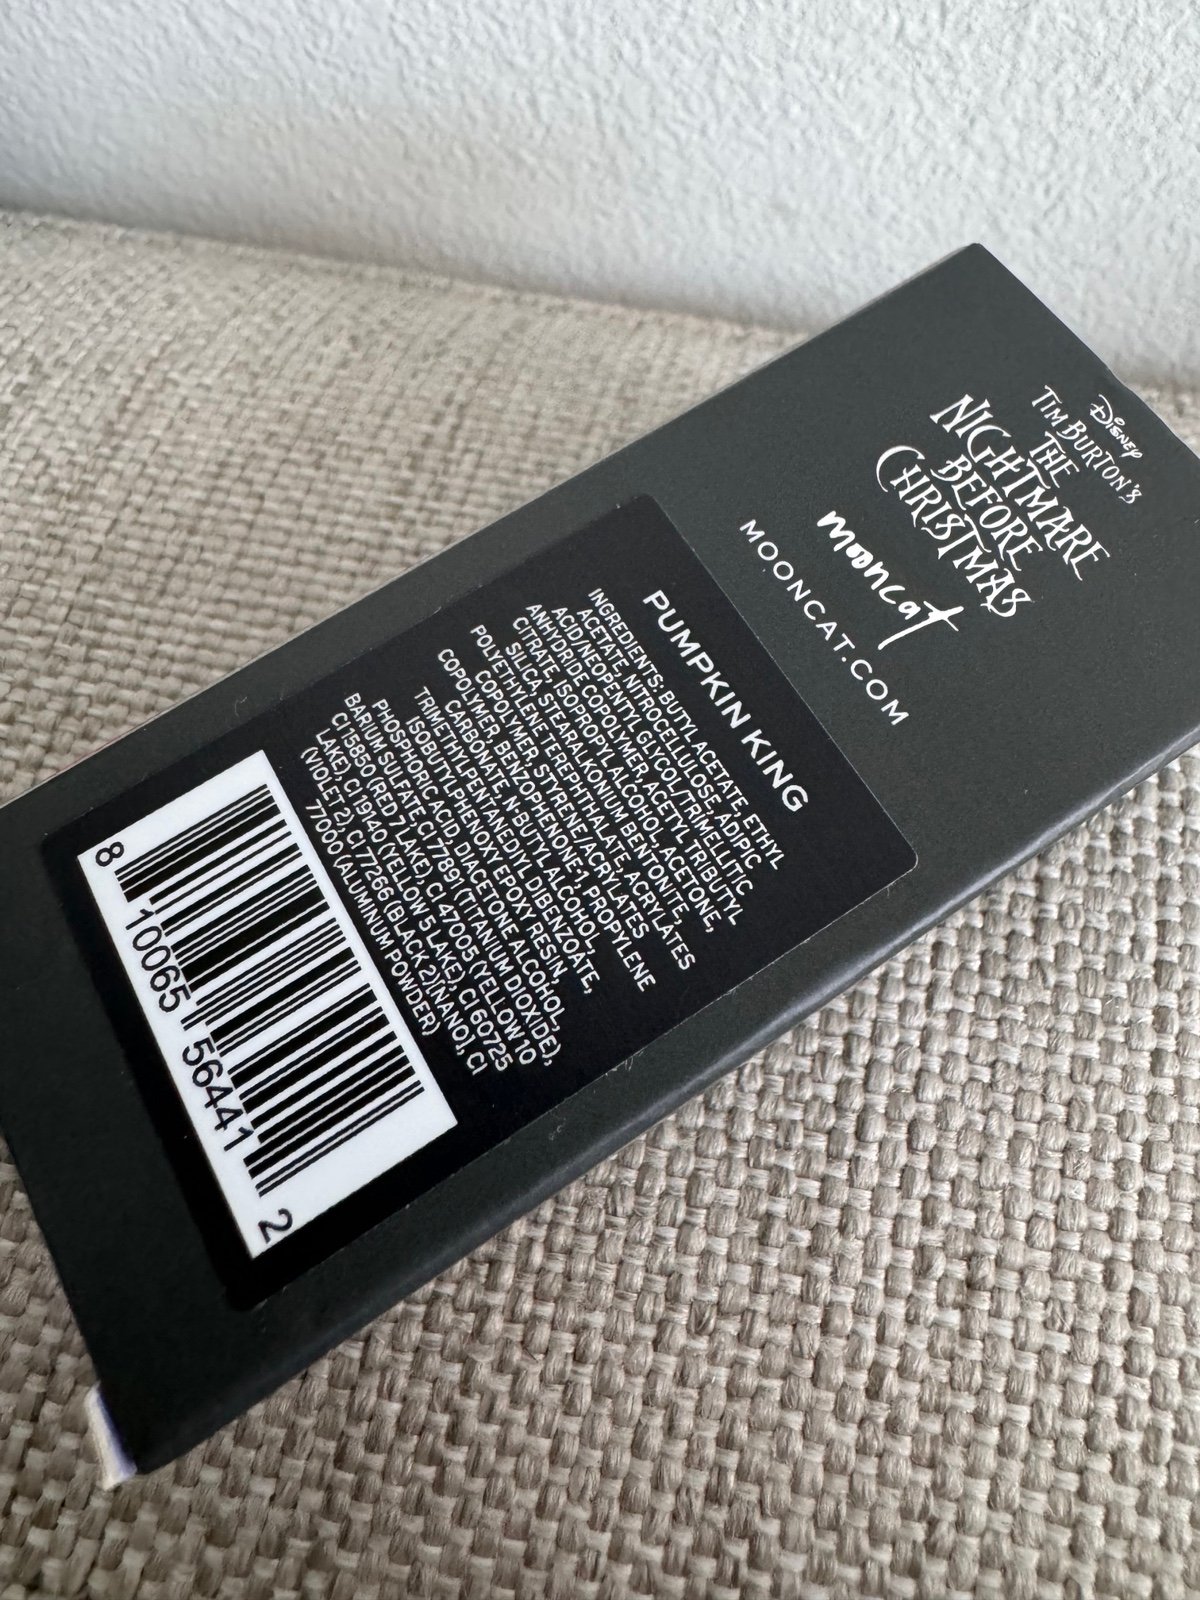 Disney
TIM BURTON'S
THE
NIGHTMARE
BEFORE
CHRISTMAS
mooncat
MOONCAT.COM
PUMPKIN KING
INGREDIENTS: BUTYL ACETATE, ETHYL
ACETATE, NITROCELLULOSE, ADIPIC
ACID/NEOPENTYL GLYCOL/TRIMELLITIC
ANHYDRIDE COPOLYMER, ACETYL TRIBUTYL
CITRATE, ISOPROPYL ALCOHOL, ACETONE,
SILICA, STEARALKONIUM BENTONITE,
POLYETHYLENE TEREPHTHALATE, ACRYLATES
COPOLYMER, STYRENE/ACRYLATES
COPOLYMER, BENZOPHENONE-1, PROPYLENE
CARBONATE, N-BUTYL ALCOHOL,
TRIMETHYLPENTANEDIYL DIBENZOATE,
ISOBUTYLPHENOXY EPOXY RESIN,
PHOSPHORIC ACID, DIACETONE ALCOHOL,
BARIUM SULFATE, CI 77891 (TITANIUM DIOXIDE),
CI 15850 (RED 7 LAKE), CI 47005 (YELLOW 10
LAKE), CI 19140 (YELLOW 5 LAKE), CI 60725
(VIOLET 2), CI 77266 (BLACK 2)[NANO], CI
77000 (ALUMINUM POWDER)
8 10065 56441 2